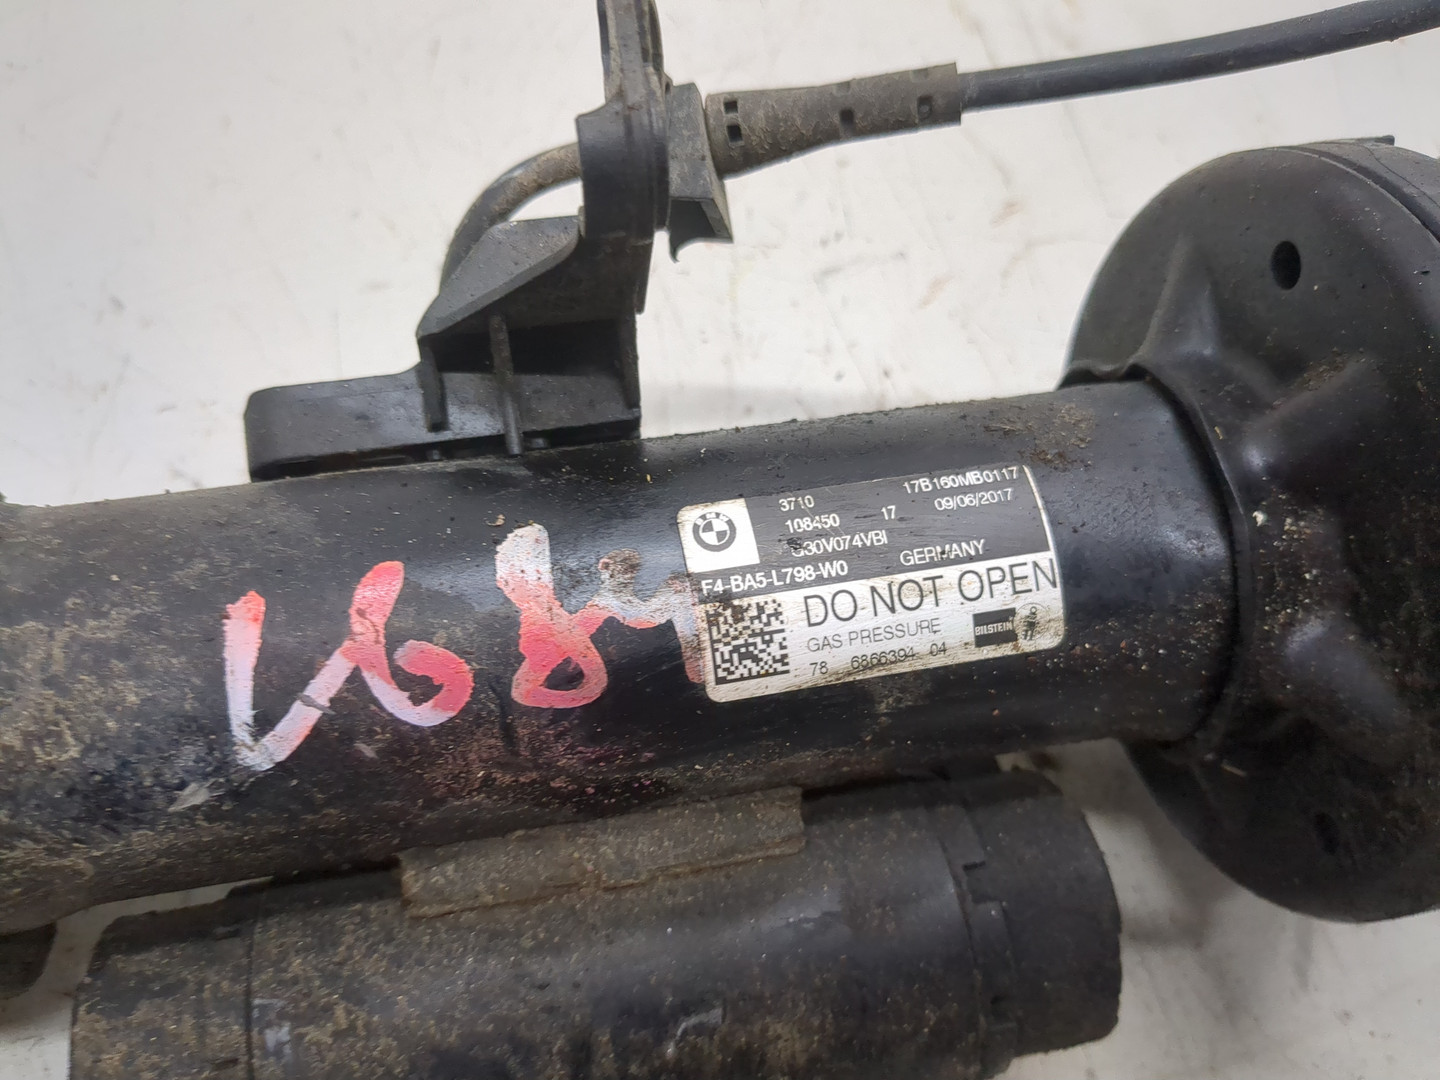 3710
17B160MB0117
108450 17 09/06/2017
G30V074VBI
F4-BA5-L798-W0 GERMANY
DO NOT OPEN
GAS PRESSURE
BILSTEIN
78 6866394 04
V684